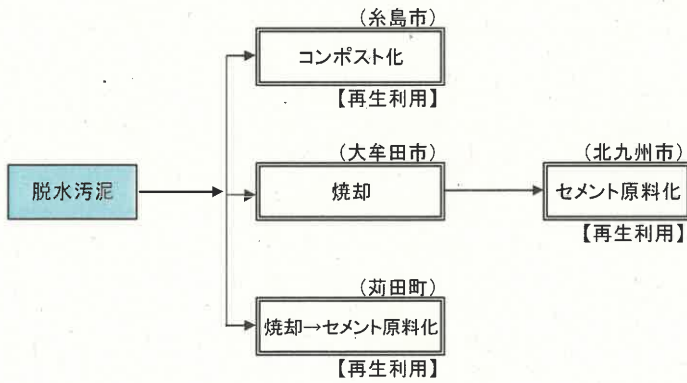 (糸島市)
コンポスト化
【再生利用】
(大牟田市)
(北九州市)
脱水汚泥
焼却
セメント原料化
【再生利用】
(苅田町)
焼却→セメント原料化
【再生利用】